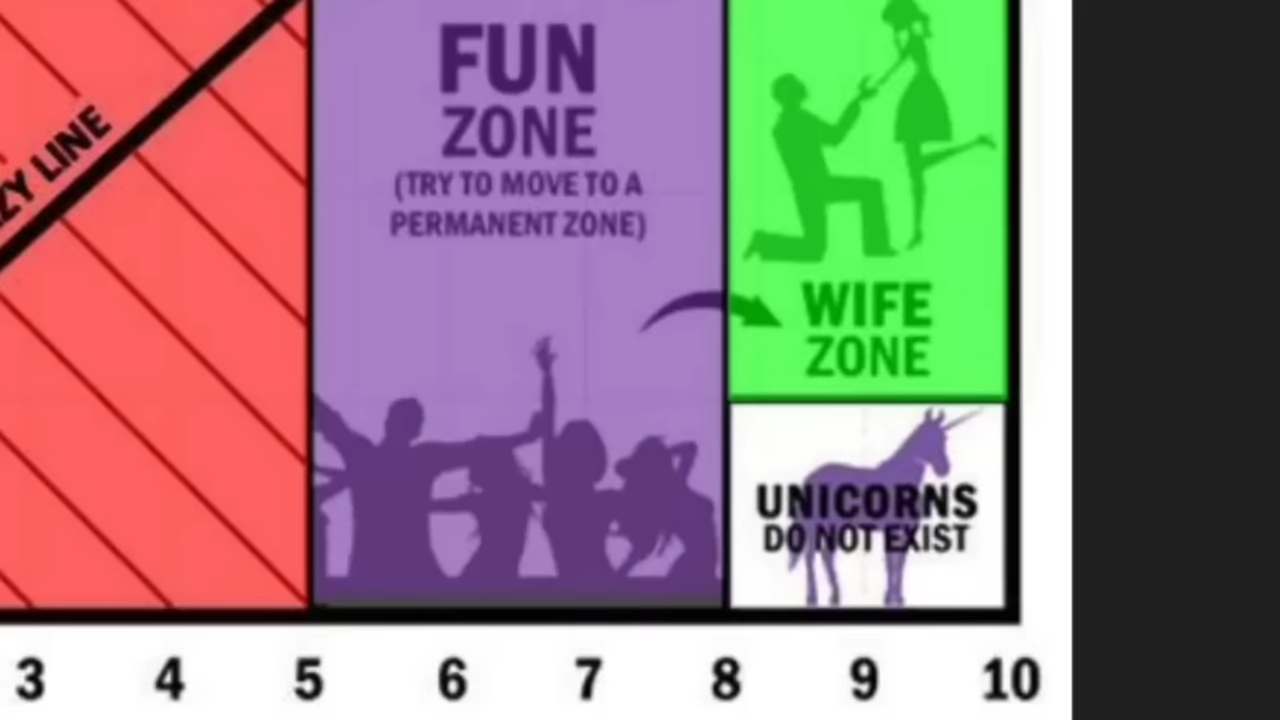 FUN
ZONE
(TRY TO MOVE TO A
PERMANENT ZONE)
WIFE
ZONE
UNICORNS
DO NOT EXIST
LINE
3 4 5 6 7 8 9 10